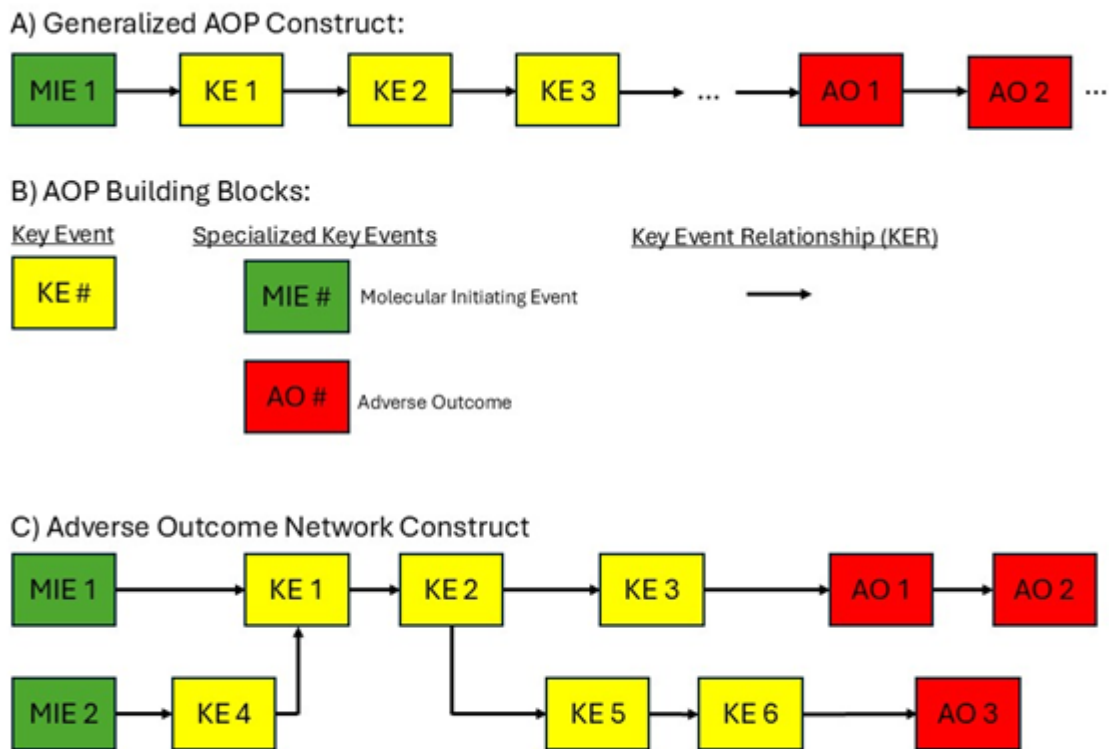 A) Generalized AOP Construct:
MIE 1 KE 1 KE 2 KE 3 ... AO 1 AO 2 ...
B) AOP Building Blocks:
Key Event Specialized Key Events Key Event Relationship (KER)
KE # MIE # Molecular Initiating Event
AO # Adverse Outcome
C) Adverse Outcome Network Construct
MIE 1 KE 1 KE 2 KE 3 AO 1 AO 2
MIE 2 KE 4 KE 5 KE 6 AO 3